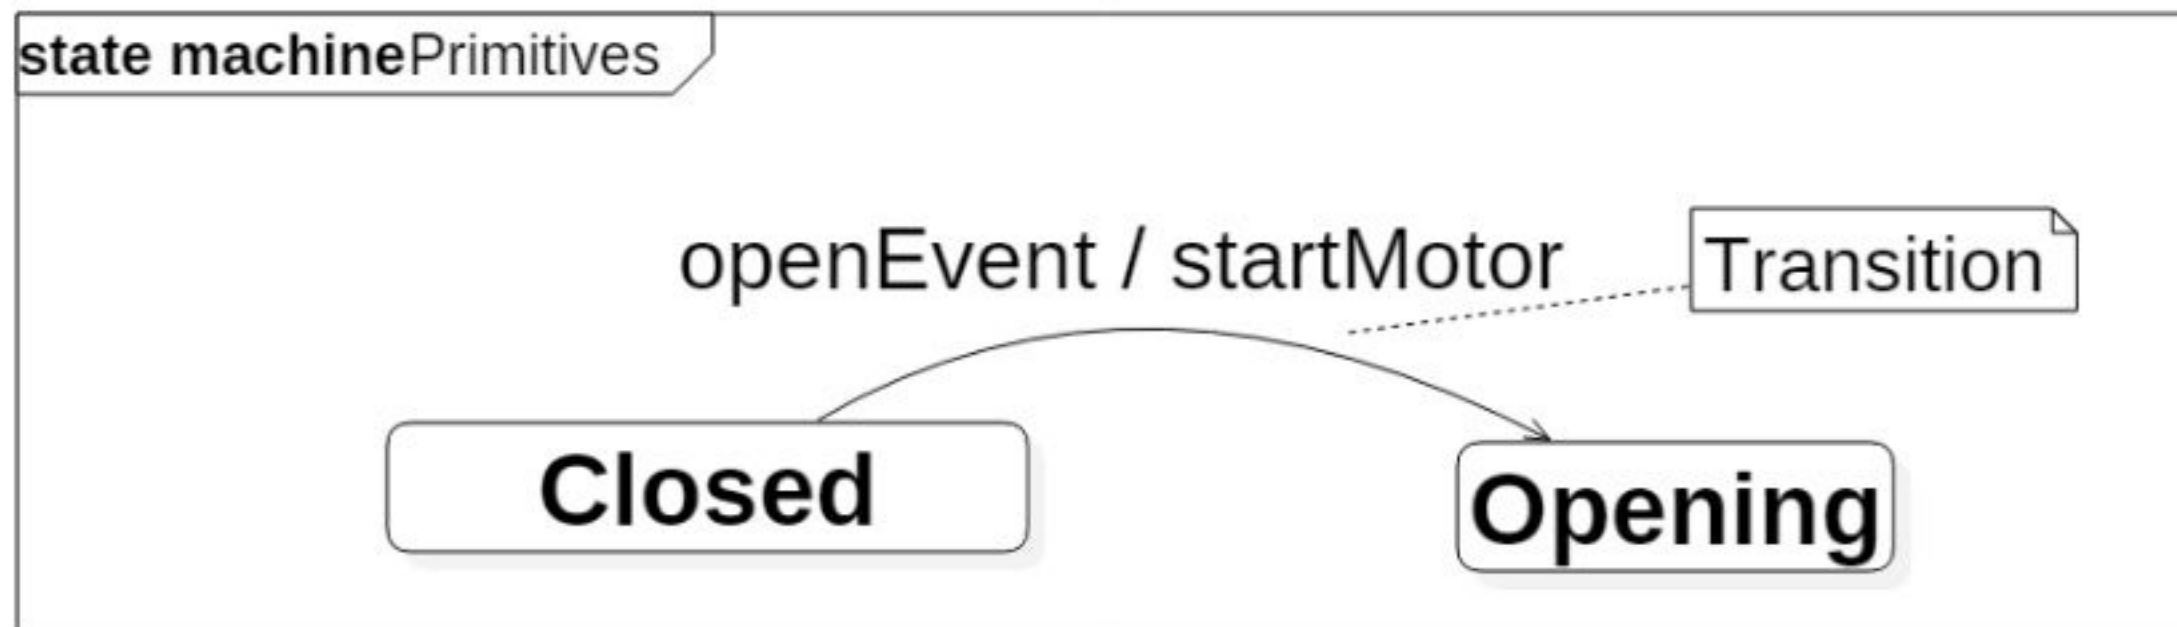 state machinePrimitives
openEvent / startMotor
Transition
Closed
Opening